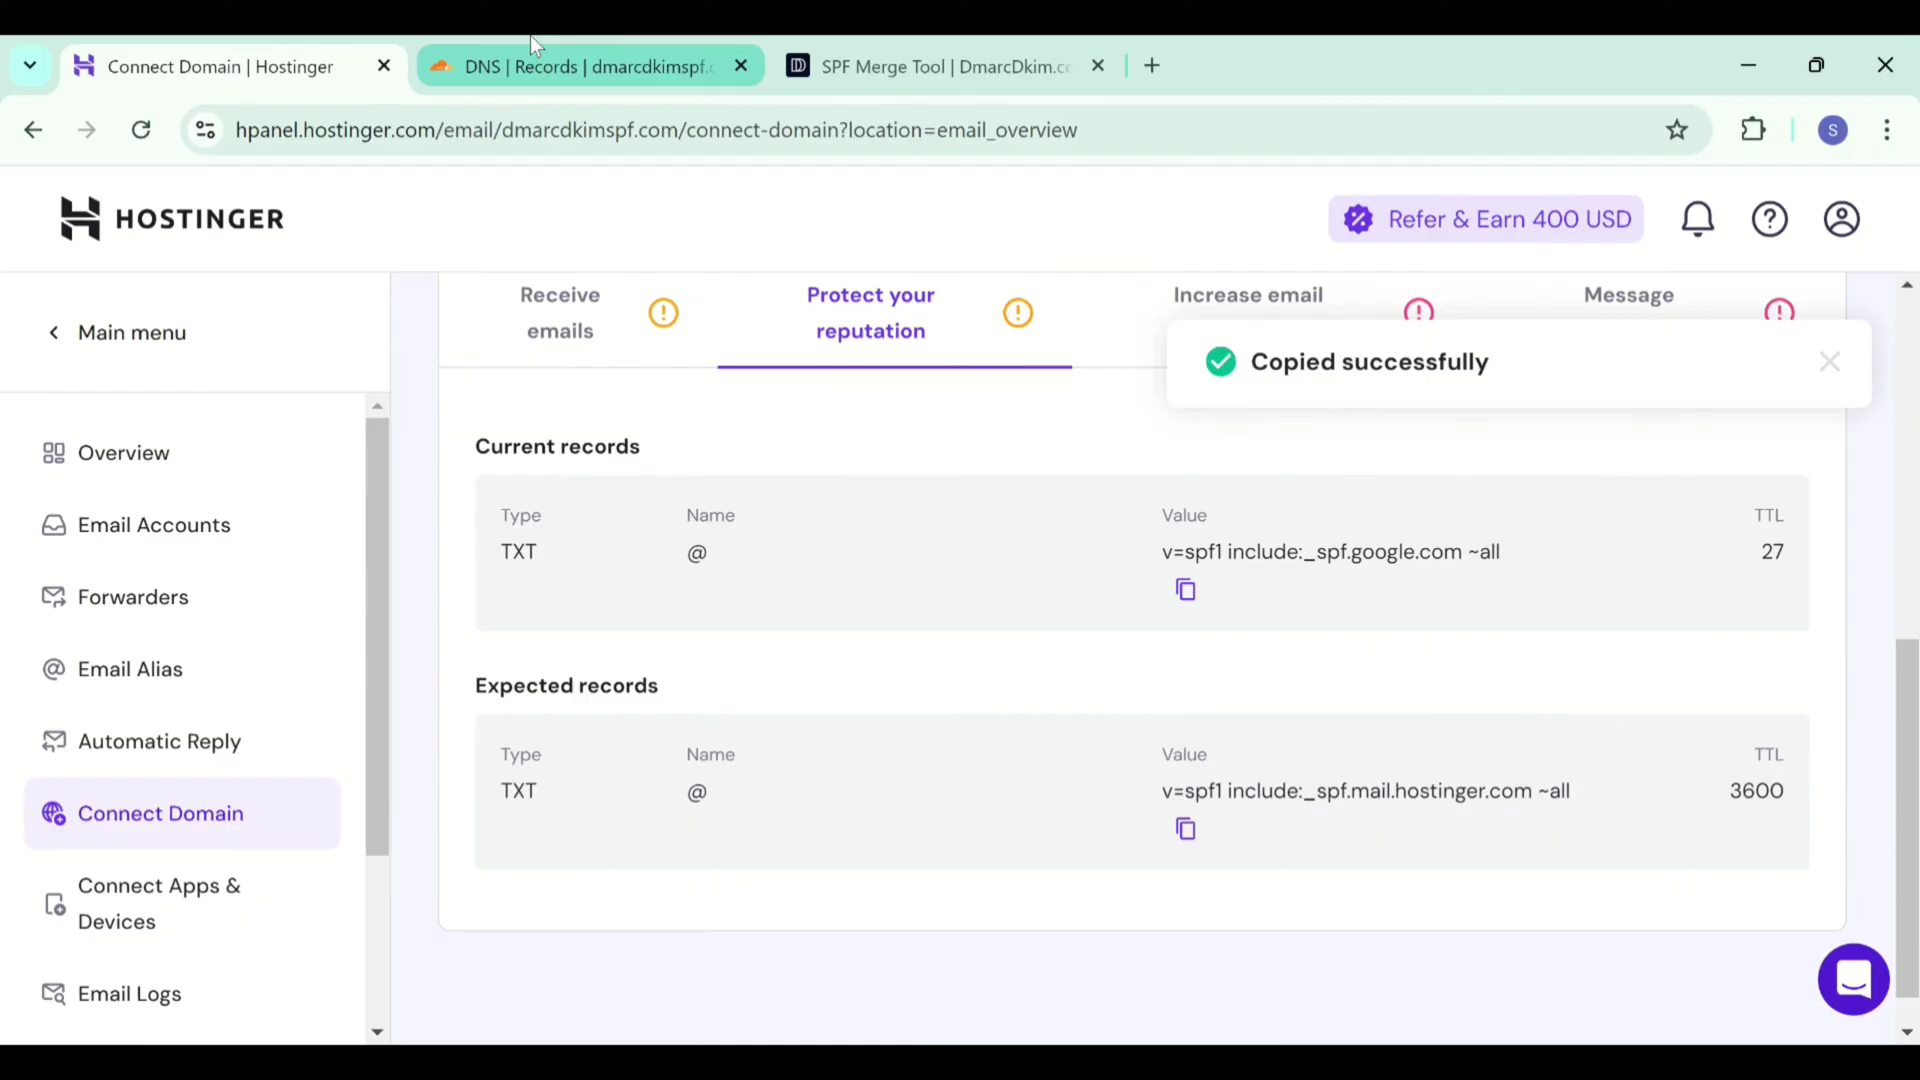 Connect Domain | Hostinger
DNS | Records | dmarcdkimspf.c
SPF Merge Tool | DmarcDkim.co
hpanel.hostinger.com/email/dmarcdkimspf.com/connect-domain?location=email_overview
S
HOSTINGER
Refer & Earn 400 USD
Main menu
Overview
Email Accounts
Forwarders
Email Alias
Automatic Reply
Connect Domain
Connect Apps &
Devices
Email Logs
Receive
emails
Protect your
reputation
Increase email
Message
Copied successfully
Current records
Type Name Value TTL
TXT @ v=spf1 include:_spf.google.com ~all 27
Expected records
Type Name Value TTL
TXT @ v=spf1 include:_spf.mail.hostinger.com ~all 3600